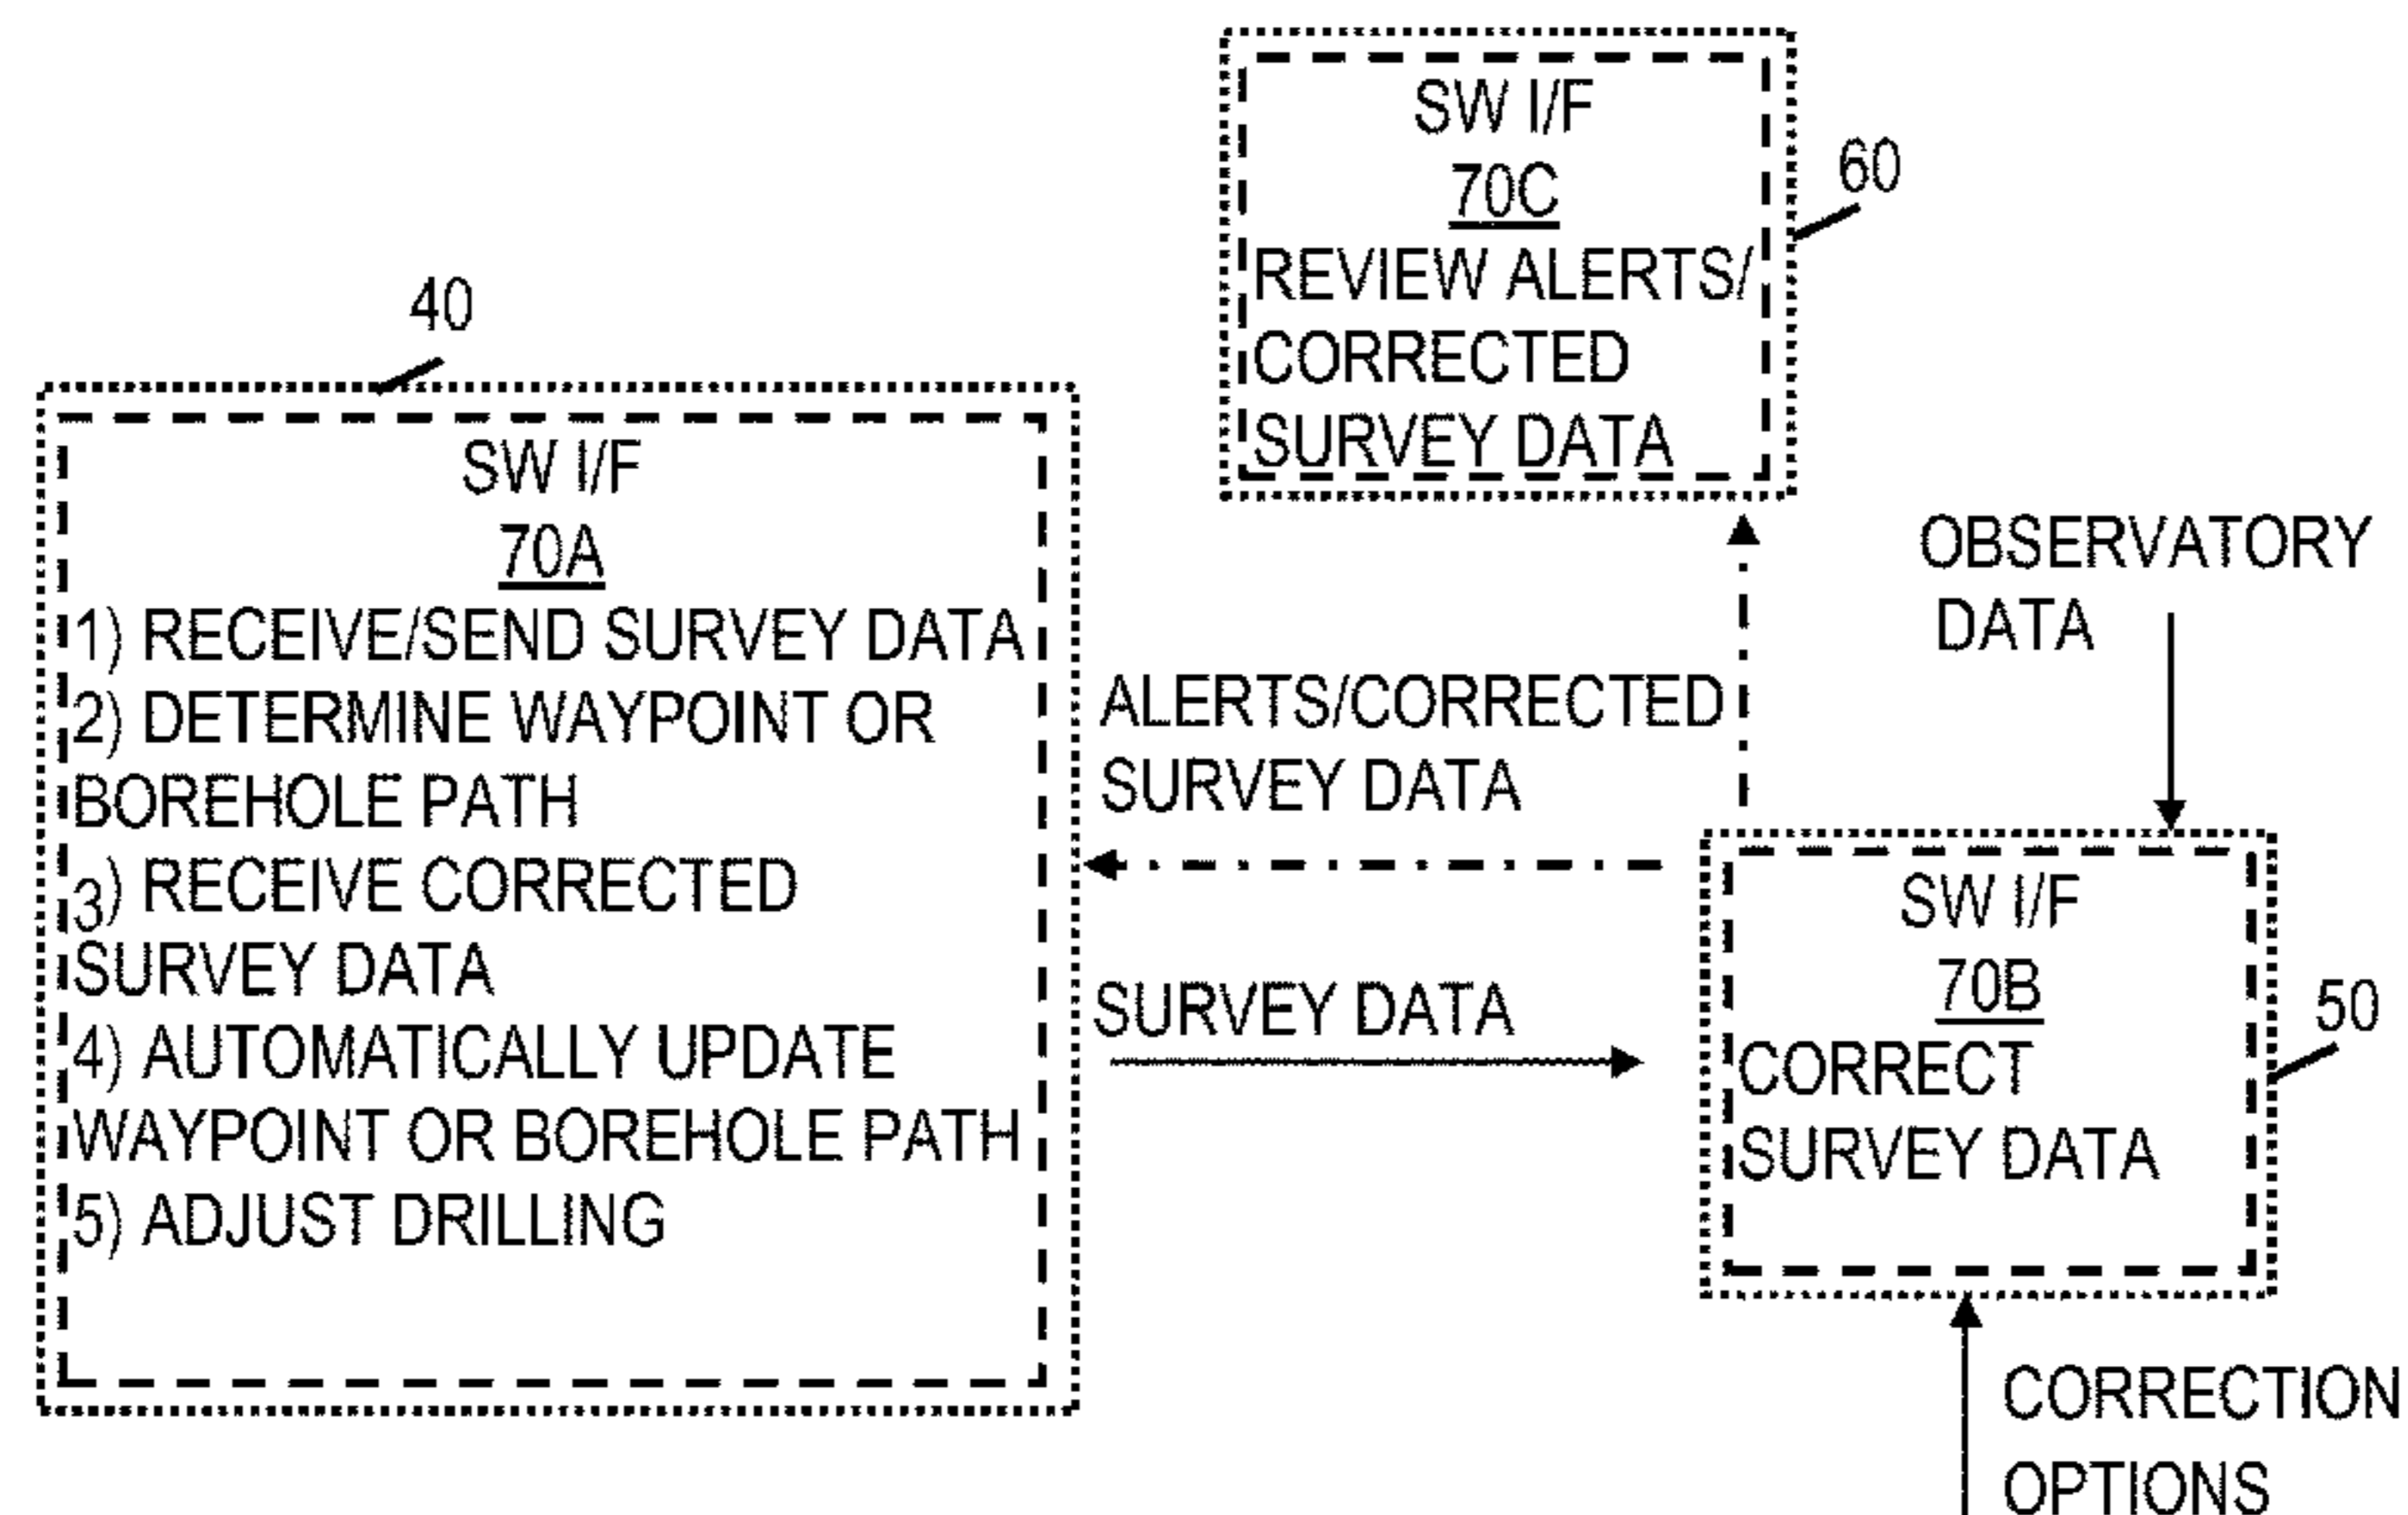 40
SW I/F
70A
1) RECEIVE/SEND SURVEY DATA
2) DETERMINE WAYPOINT OR
BOREHOLE PATH
3) RECEIVE CORRECTED
SURVEY DATA
4) AUTOMATICALLY UPDATE
WAYPOINT OR BOREHOLE PATH
5) ADJUST DRILLING
SW I/F
70C
REVIEW ALERTS/
CORRECTED
SURVEY DATA
60
ALERTS/CORRECTED
SURVEY DATA
SURVEY DATA
OBSERVATORY
DATA
SW I/F
70B
CORRECT
SURVEY DATA
50
CORRECTION
OPTIONS